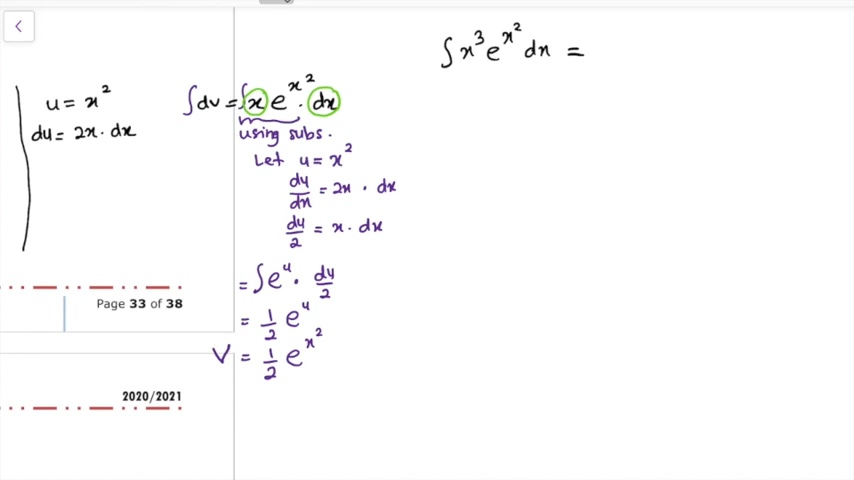 ∫x³e^{x²}dx =
u = x²
du = 2x · dx
∫dv = ∫x e^{x²} · dx
using subs.
Let u = x²
du/dx = 2x · dx
du/2 = x · dx
= ∫e^u · du/2
= 1/2 e^u
V = 1/2 e^{x²}
Page 33 of 38
2020/2021